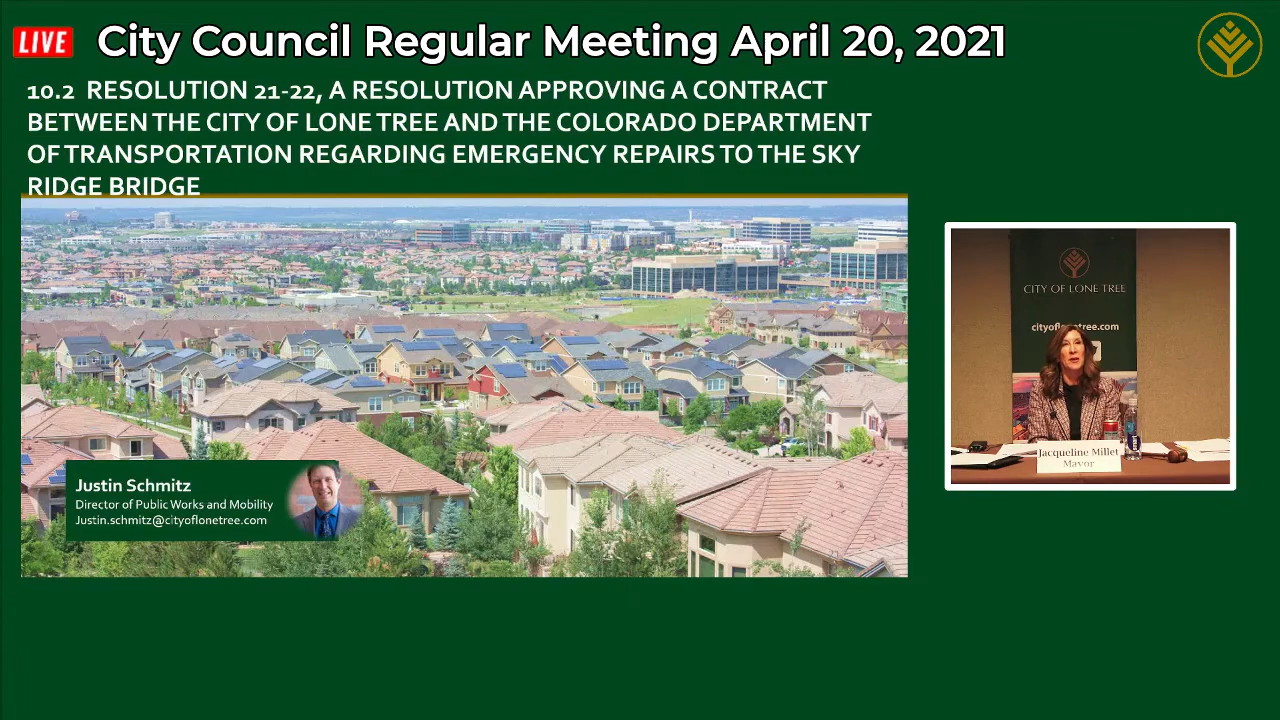 LIVE
City Council Regular Meeting April 20, 2021
10.2 RESOLUTION 21-22, A RESOLUTION APPROVING A CONTRACT
BETWEEN THE CITY OF LONE TREE AND THE COLORADO DEPARTMENT
OF TRANSPORTATION REGARDING EMERGENCY REPAIRS TO THE SKY
RIDGE BRIDGE
CITY OF LONE TREE
cityoflonetree.com
Jacqueline Millet
Mayor
Justin Schmitz
Director of Public Works and Mobility
Justin.schmitz@cityoflonetree.com